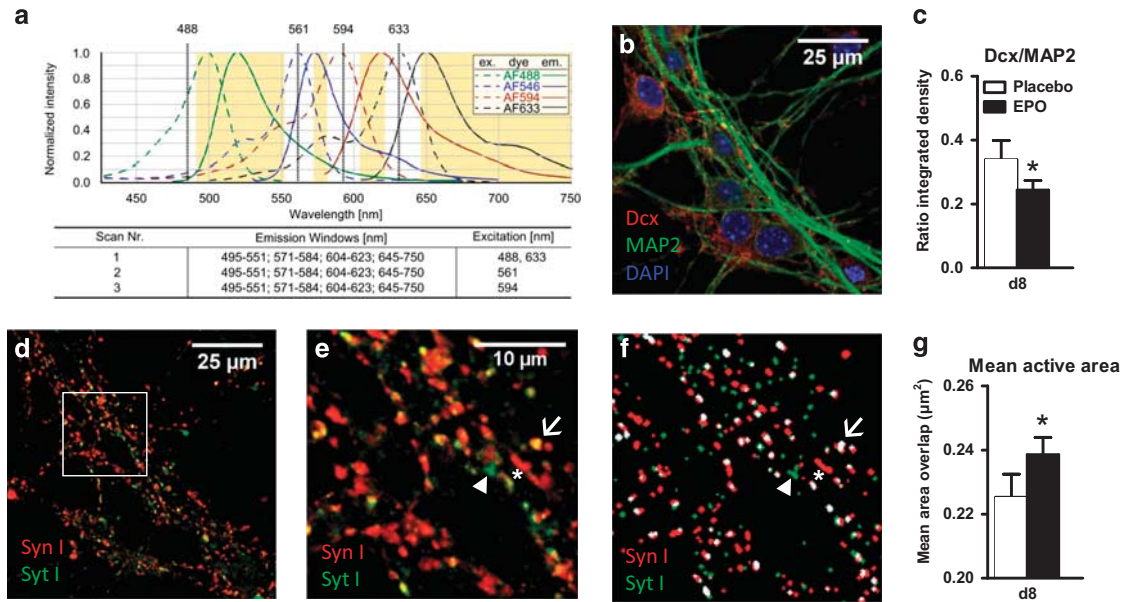 a
488
561
594
633
Normalized intensity
1.0
0.8
0.6
0.4
0.2
0.0
ex. dye em.
AF488
AF546
AF594
AF633
450
500
550
600
650
700
750
Wavelength [nm]
Scan Nr.
Emission Windows [nm]
Excitation [nm]
1
495-551; 571-584; 604-623; 645-750
488, 633
2
495-551; 571-584; 604-623; 645-750
561
3
495-551; 571-584; 604-623; 645-750
594
b
25 µm
Dcx
MAP2
DAPI
c
Dcx/MAP2
Ratio integrated density
0.6
0.4
0.2
0.0
Placebo
EPO
*
d8
d
25 µm
Syn I
Syt I
e
10 µm
*
Syn I
Syt I
f
*
Syn I
Syt I
g
Mean active area
Mean area overlap (µm²)
0.26
0.24
0.22
0.20
*
d8